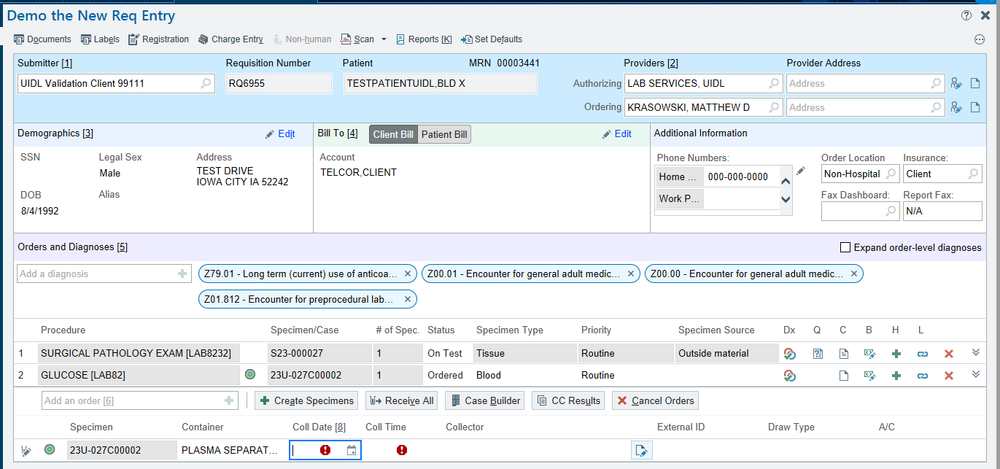 Demo the New Req Entry
Documents Labels Registration Charge Entry Non-human Scan Reports [K] Set Defaults
Submitter [1] Requisition Number Patient MRN 00003441 Providers [2] Provider Address
UIDL Validation Client 99111 RQ6955 TESTPATIENTUIDL,BLD X Authorizing LAB SERVICES, UIDL Address
Ordering KRASOWSKI, MATTHEW D Address
Demographics [3] Edit Bill To [4] Client Bill Patient Bill Edit Additional Information
SSN Legal Sex Address Account Phone Numbers: Order Location Insurance:
Male TEST DRIVE TELCOR,CLIENT Home ... 000-000-0000 Non-Hospital Client
IOWA CITY IA 52242
DOB Alias Work P... Fax Dashboard: Report Fax:
8/4/1992 N/A
Orders and Diagnoses [5] Expand order-level diagnoses
Add a diagnosis Z79.01 - Long term (current) use of anticoa... Z00.01 - Encounter for general adult medic... Z00.00 - Encounter for general adult medic...
Z01.812 - Encounter for preprocedural lab...
Procedure Specimen/Case # of Spec. Status Specimen Type Priority Specimen Source Dx Q C B H L
1 SURGICAL PATHOLOGY EXAM [LAB8232] S23-000027 1 On Test Tissue Routine Outside material
2 GLUCOSE [LAB82] 23U-027C00002 1 Ordered Blood Routine
Add an order [6] Create Specimens Receive All Case Builder CC Results Cancel Orders
Specimen Container Coll Date [8] Coll Time Collector External ID Draw Type A/C
23U-027C00002 PLASMA SEPARAT...